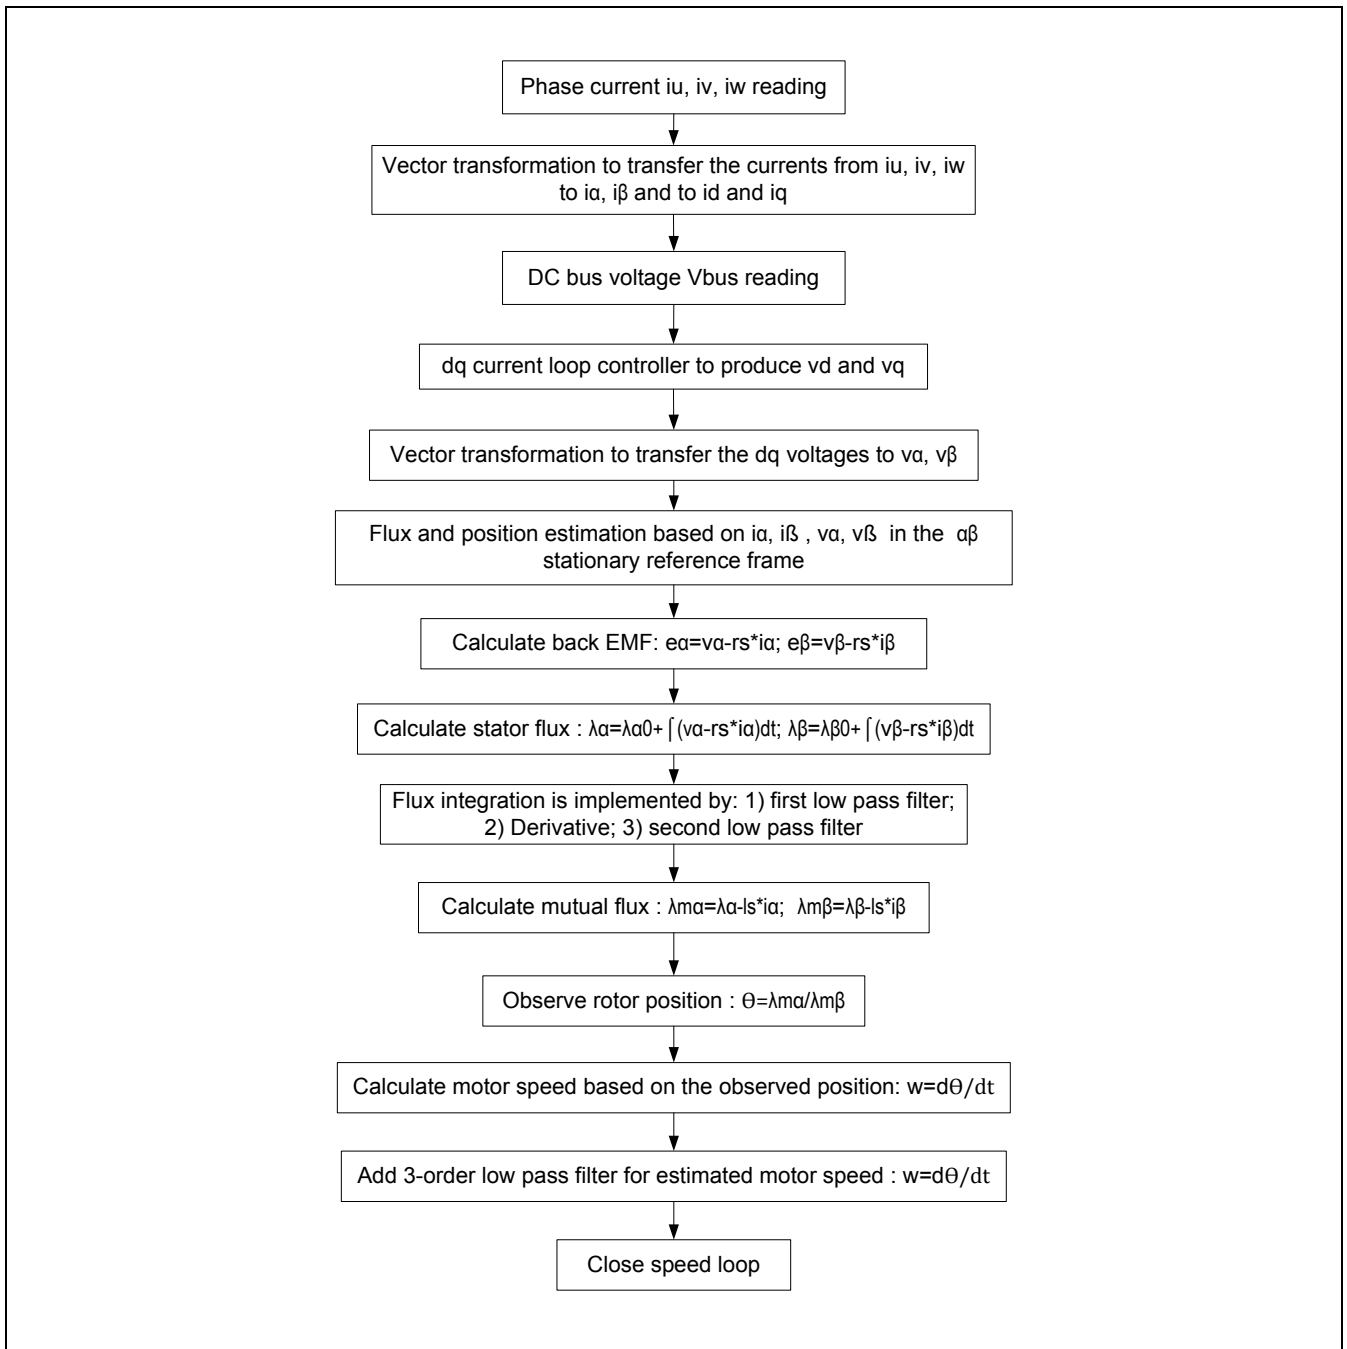 Phase current iu, iv, iw reading
Vector transformation to transfer the currents from iu, iv, iw
to iα, iβ and to id and iq
DC bus voltage Vbus reading
dq current loop controller to produce vd and vq
Vector transformation to transfer the dq voltages to vα, vβ
Flux and position estimation based on iα, iß , vα, vß in the αβ
stationary reference frame
Calculate back EMF: eα=vα-rs*iα; eβ=vβ-rs*iβ
Calculate stator flux : λα=λα0+∫(vα-rs*iα)dt; λβ=λβ0+∫(vβ-rs*iβ)dt
Flux integration is implemented by: 1) first low pass filter;
2) Derivative; 3) second low pass filter
Calculate mutual flux : λmα=λα-ls*iα; λmβ=λβ-ls*iβ
Observe rotor position : Θ=λmα/λmβ
Calculate motor speed based on the observed position: w=dΘ/dt
Add 3-order low pass filter for estimated motor speed : w=dΘ/dt
Close speed loop